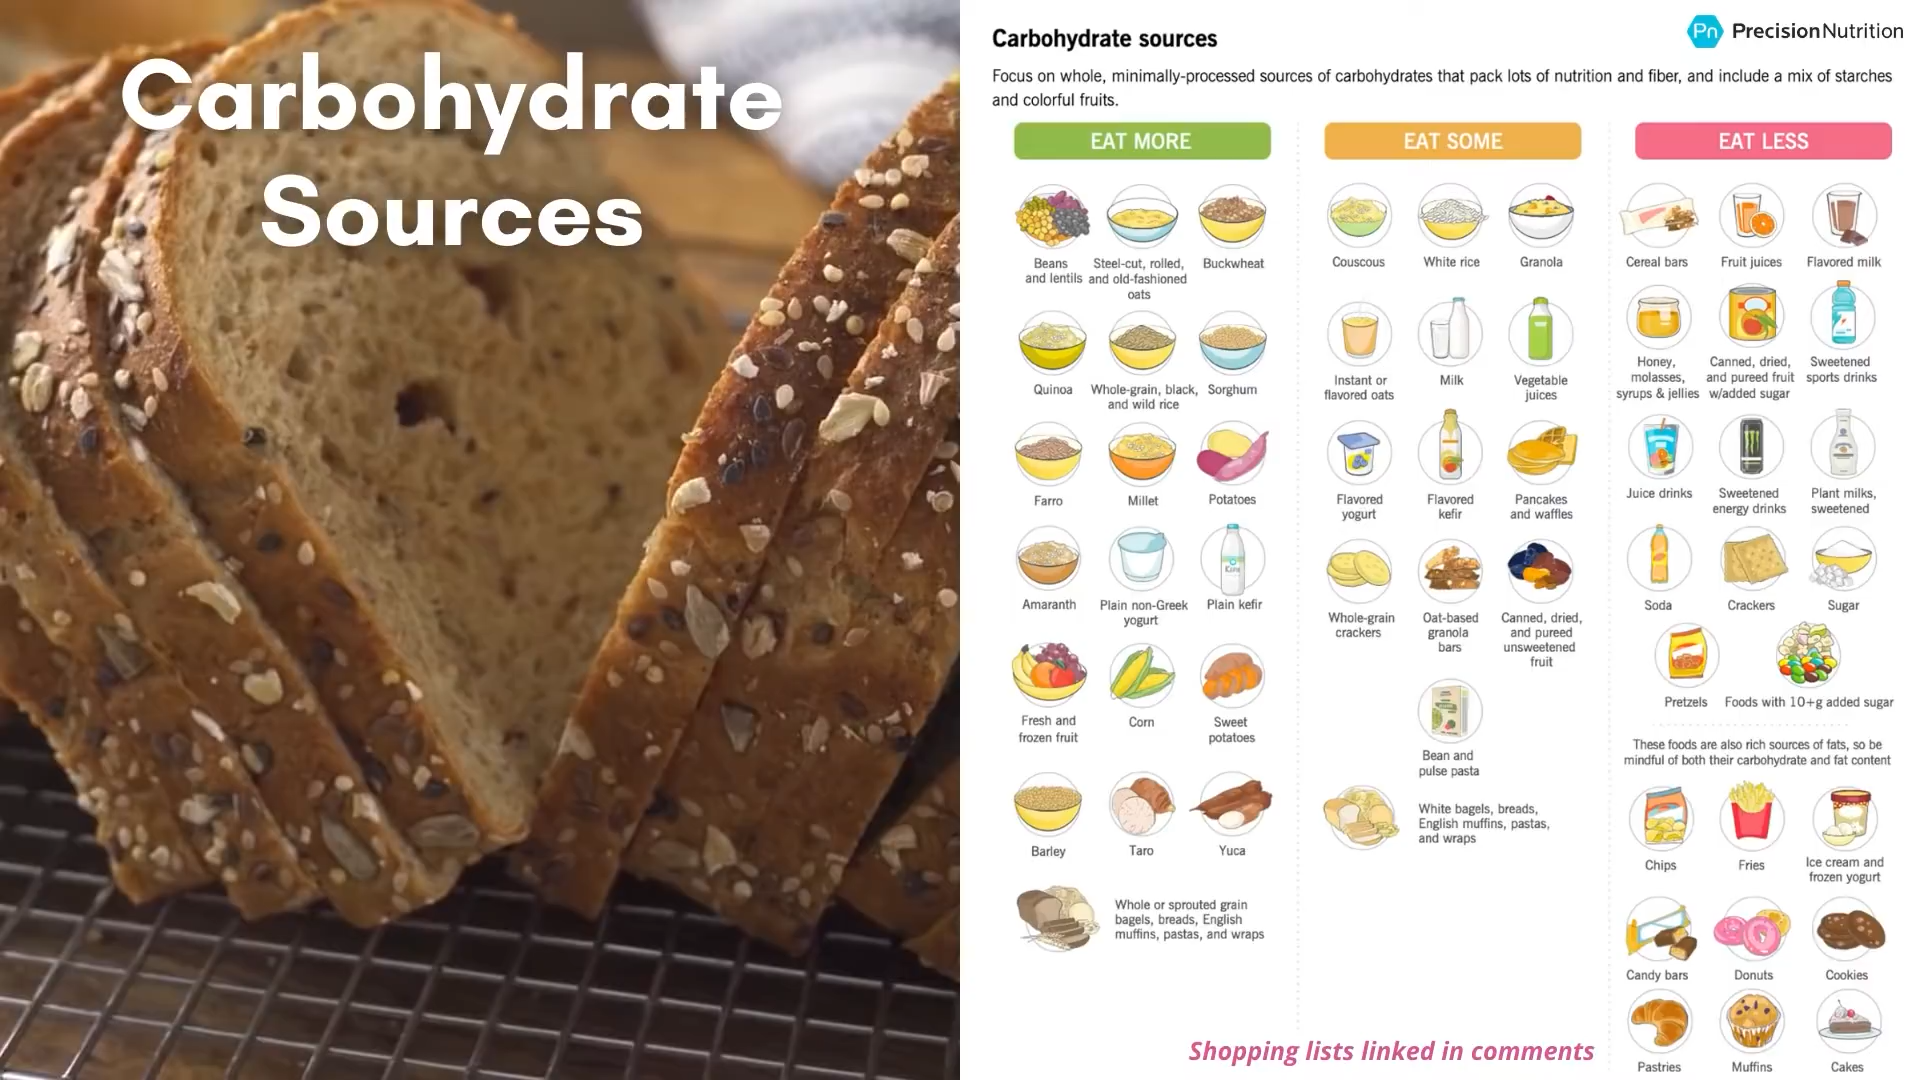 Carbohydrate
Sources
Carbohydrate sources
Pn PrecisionNutrition
Focus on whole, minimally-processed sources of carbohydrates that pack lots of nutrition and fiber, and include a mix of starches
and colorful fruits.
EAT MORE
Beans
and lentils
Steel-cut, rolled,
and old-fashioned
oats
Buckwheat
Quinoa
Whole-grain, black,
and wild rice
Sorghum
Farro
Millet
Potatoes
Amaranth
Plain non-Greek
yogurt
Plain kefir
Fresh and
frozen fruit
Corn
Sweet
potatoes
Barley
Taro
Yuca
Whole or sprouted grain
bagels, breads, English
muffins, pastas, and wraps
EAT SOME
Couscous
White rice
Granola
Instant or
flavored oats
Milk
Vegetable
juices
Flavored
yogurt
Flavored
kefir
Pancakes
and waffles
Whole-grain
crackers
Oat-based
granola
bars
Canned, dried,
and pureed
unsweetened
fruit
Bean and
pulse pasta
White bagels, breads,
English muffins, pastas,
and wraps
EAT LESS
Cereal bars
Fruit juices
Flavored milk
Honey,
molasses,
syrups & jellies
Canned, dried,
and pureed fruit
w/added sugar
Sweetened
sports drinks
Juice drinks
Sweetened
energy drinks
Plant milks,
sweetened
Soda
Crackers
Sugar
Pretzels
Foods with 10+g added sugar
These foods are also rich sources of fats, so be
mindful of both their carbohydrate and fat content
Chips
Fries
Ice cream and
frozen yogurt
Candy bars
Donuts
Cookies
Pastries
Muffins
Cakes
Shopping lists linked in comments